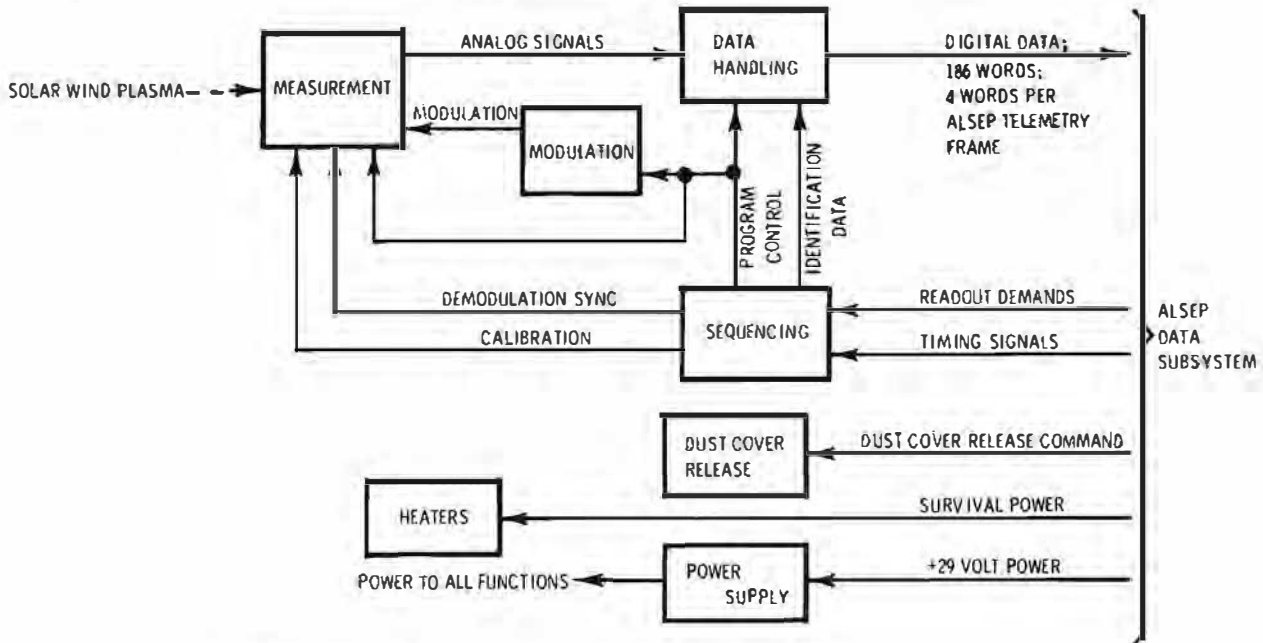 ANALOG SIGNALS
DATA
HANDLING
DIGITAL DATA;
186 WORDS;
4 WORDS PER
ALSEP TELEMETRY
FRAME
SOLAR WIND PLASMA
MEASUREMENT
MODULATION
MODULATION
PROGRAM
CONTROL
IDENTIFICATION
DATA
DEMODULATION SYNC
CALIBRATION
SEQUENCING
READOUT DEMANDS
TIMING SIGNALS
ALSEP
DATA
SUBSYSTEM
DUST COVER
RELEASE
DUST COVER RELEASE COMMAND
HEATERS
SURVIVAL POWER
POWER TO ALL FUNCTIONS
POWER
SUPPLY
+29 VOLT POWER